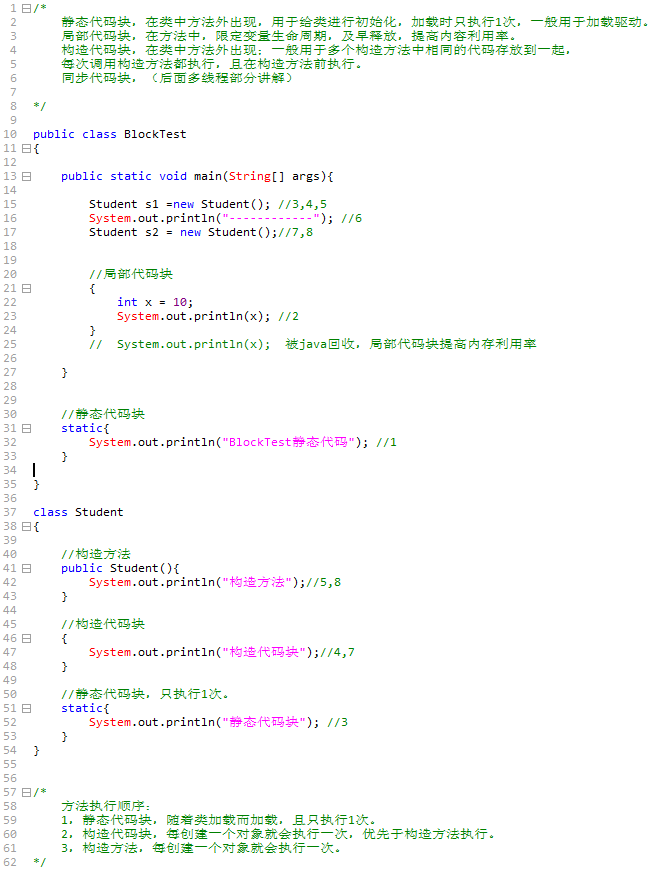 1 /*
2 静态代码块，在类中方法外出现，用于给类进行初始化，加载时只执行1次，一般用于加载驱动。
3 局部代码块，在方法中，限定变量生命周期，及早释放，提高内容利用率。
4 构造代码块，在类中方法外出现；一般用于多个构造方法中相同的代码存放到一起，
5 每次调用构造方法都执行，且在构造方法前执行。
6 同步代码块，（后面多线程部分讲解）
7
8 */
9
10 public class BlockTest
11 {
12
13 public static void main(String[] args){
14
15 Student s1 =new Student(); //3,4,5
16 System.out.println("------------"); //6
17 Student s2 = new Student();//7,8
18
19
20 //局部代码块
21 {
22 int x = 10;
23 System.out.println(x); //2
24 }
25 // System.out.println(x); 被java回收，局部代码块提高内存利用率
26
27 }
28
29
30 //静态代码块
31 static{
32 System.out.println("BlockTest静态代码"); //1
33 }
34
35 }
36
37 class Student
38 {
39
40 //构造方法
41 public Student(){
42 System.out.println("构造方法");//5,8
43 }
44
45 //构造代码块
46 {
47 System.out.println("构造代码块");//4,7
48 }
49
50 //静态代码块，只执行1次。
51 static{
52 System.out.println("静态代码块"); //3
53 }
54 }
55
56
57 /*
58 方法执行顺序：
59 1，静态代码块，随着类加载而加载，且只执行1次。
60 2，构造代码块，每创建一个对象就会执行一次，优先于构造方法执行。
61 3，构造方法，每创建一个对象就会执行一次。
62 */